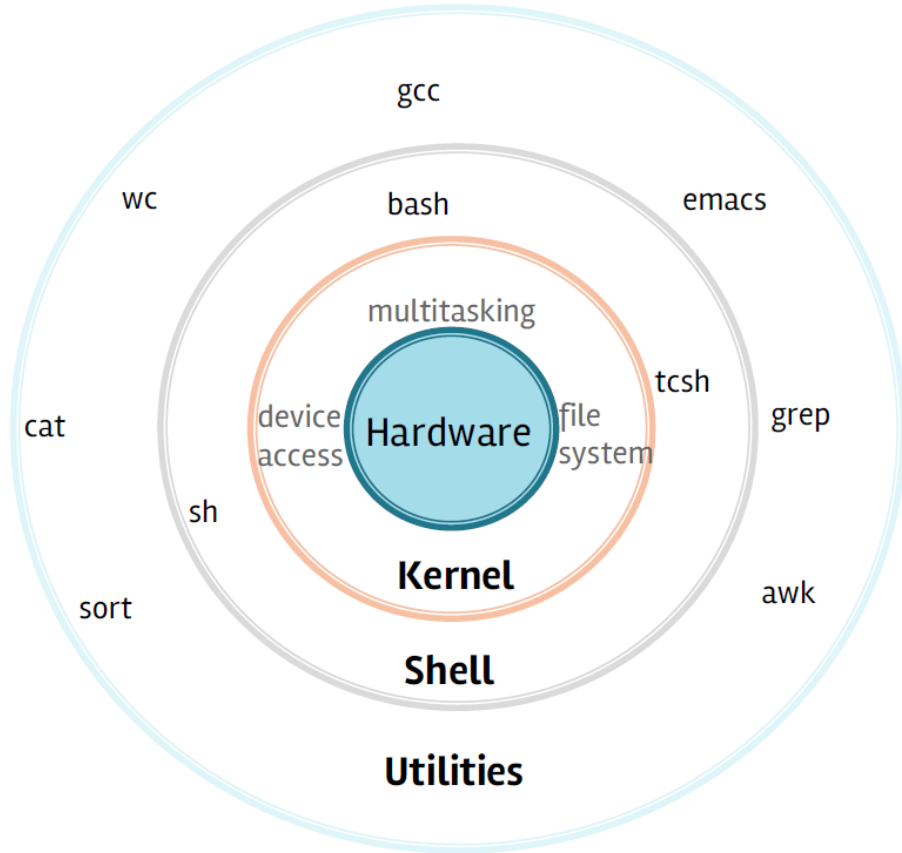 gcc
wc
emacs
bash
multitasking
tcsh
device
access
Hardware
file
system
cat
grep
sh
Kernel
sort
awk
Shell
Utilities